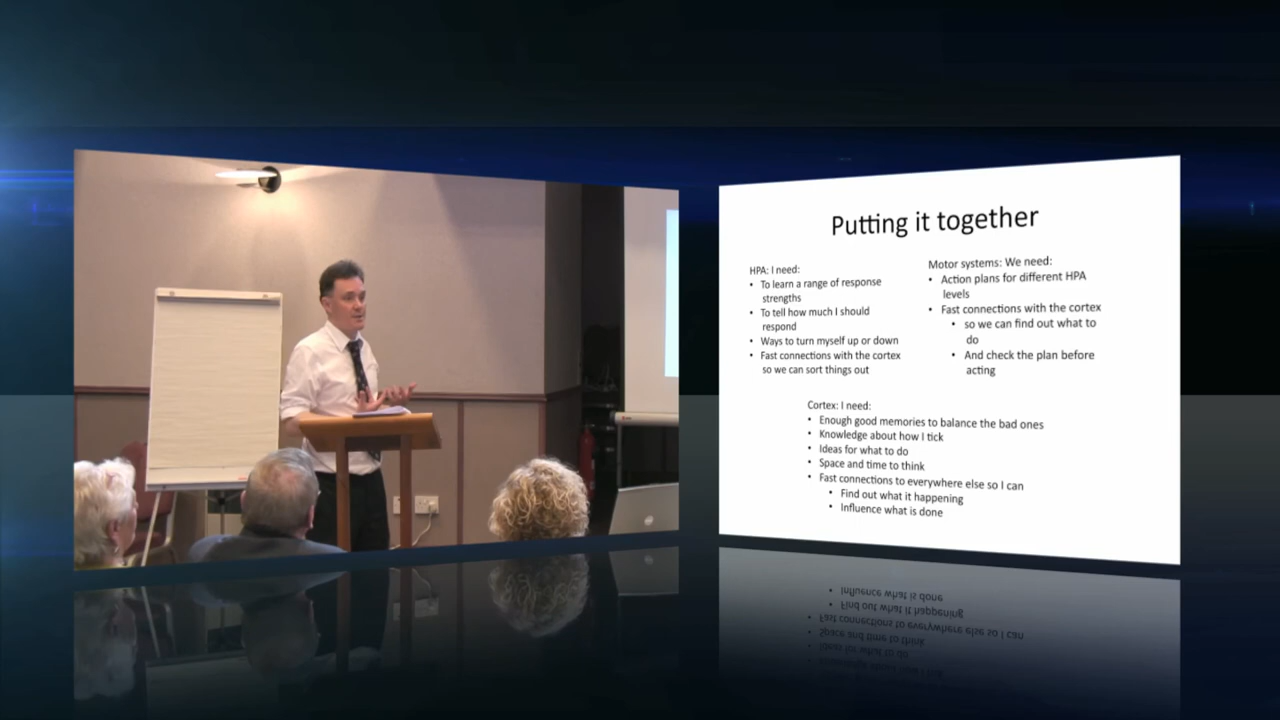 Putting it together
HPA: I need:
• To learn a range of response
strengths
• To tell how much I should
respond
• Ways to turn myself up or down
• Fast connections with the cortex
so we can sort things out
Motor systems: We need:
• Action plans for different HPA
levels
• Fast connections with the cortex
• so we can find out what to
do
• And check the plan before
acting
Cortex: I need:
• Enough good memories to balance the bad ones
• Knowledge about how I tick
• Ideas for what to do
• Space and time to think
• Fast connections to everywhere else so I can
• Find out what it happening
• Influence what is done